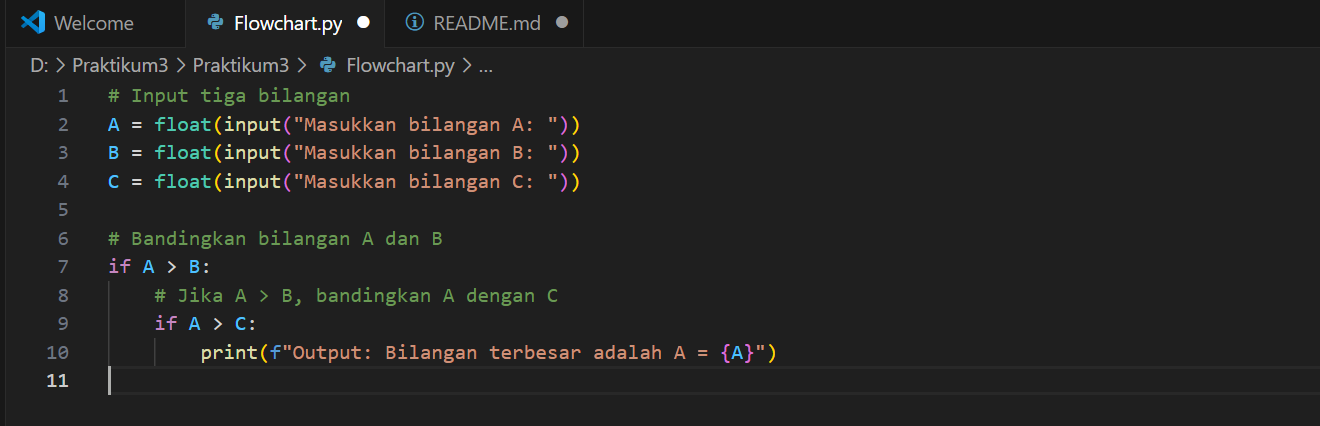 Welcome Flowchart.py README.md
D: > Praktikum3 > Praktikum3 > Flowchart.py > ...
1 # Input tiga bilangan
2 A = float(input("Masukkan bilangan A: "))
3 B = float(input("Masukkan bilangan B: "))
4 C = float(input("Masukkan bilangan C: "))
5
6 # Bandingkan bilangan A dan B
7 if A > B:
8 # Jika A > B, bandingkan A dengan C
9 if A > C:
10 print(f"Output: Bilangan terbesar adalah A = {A}")
11